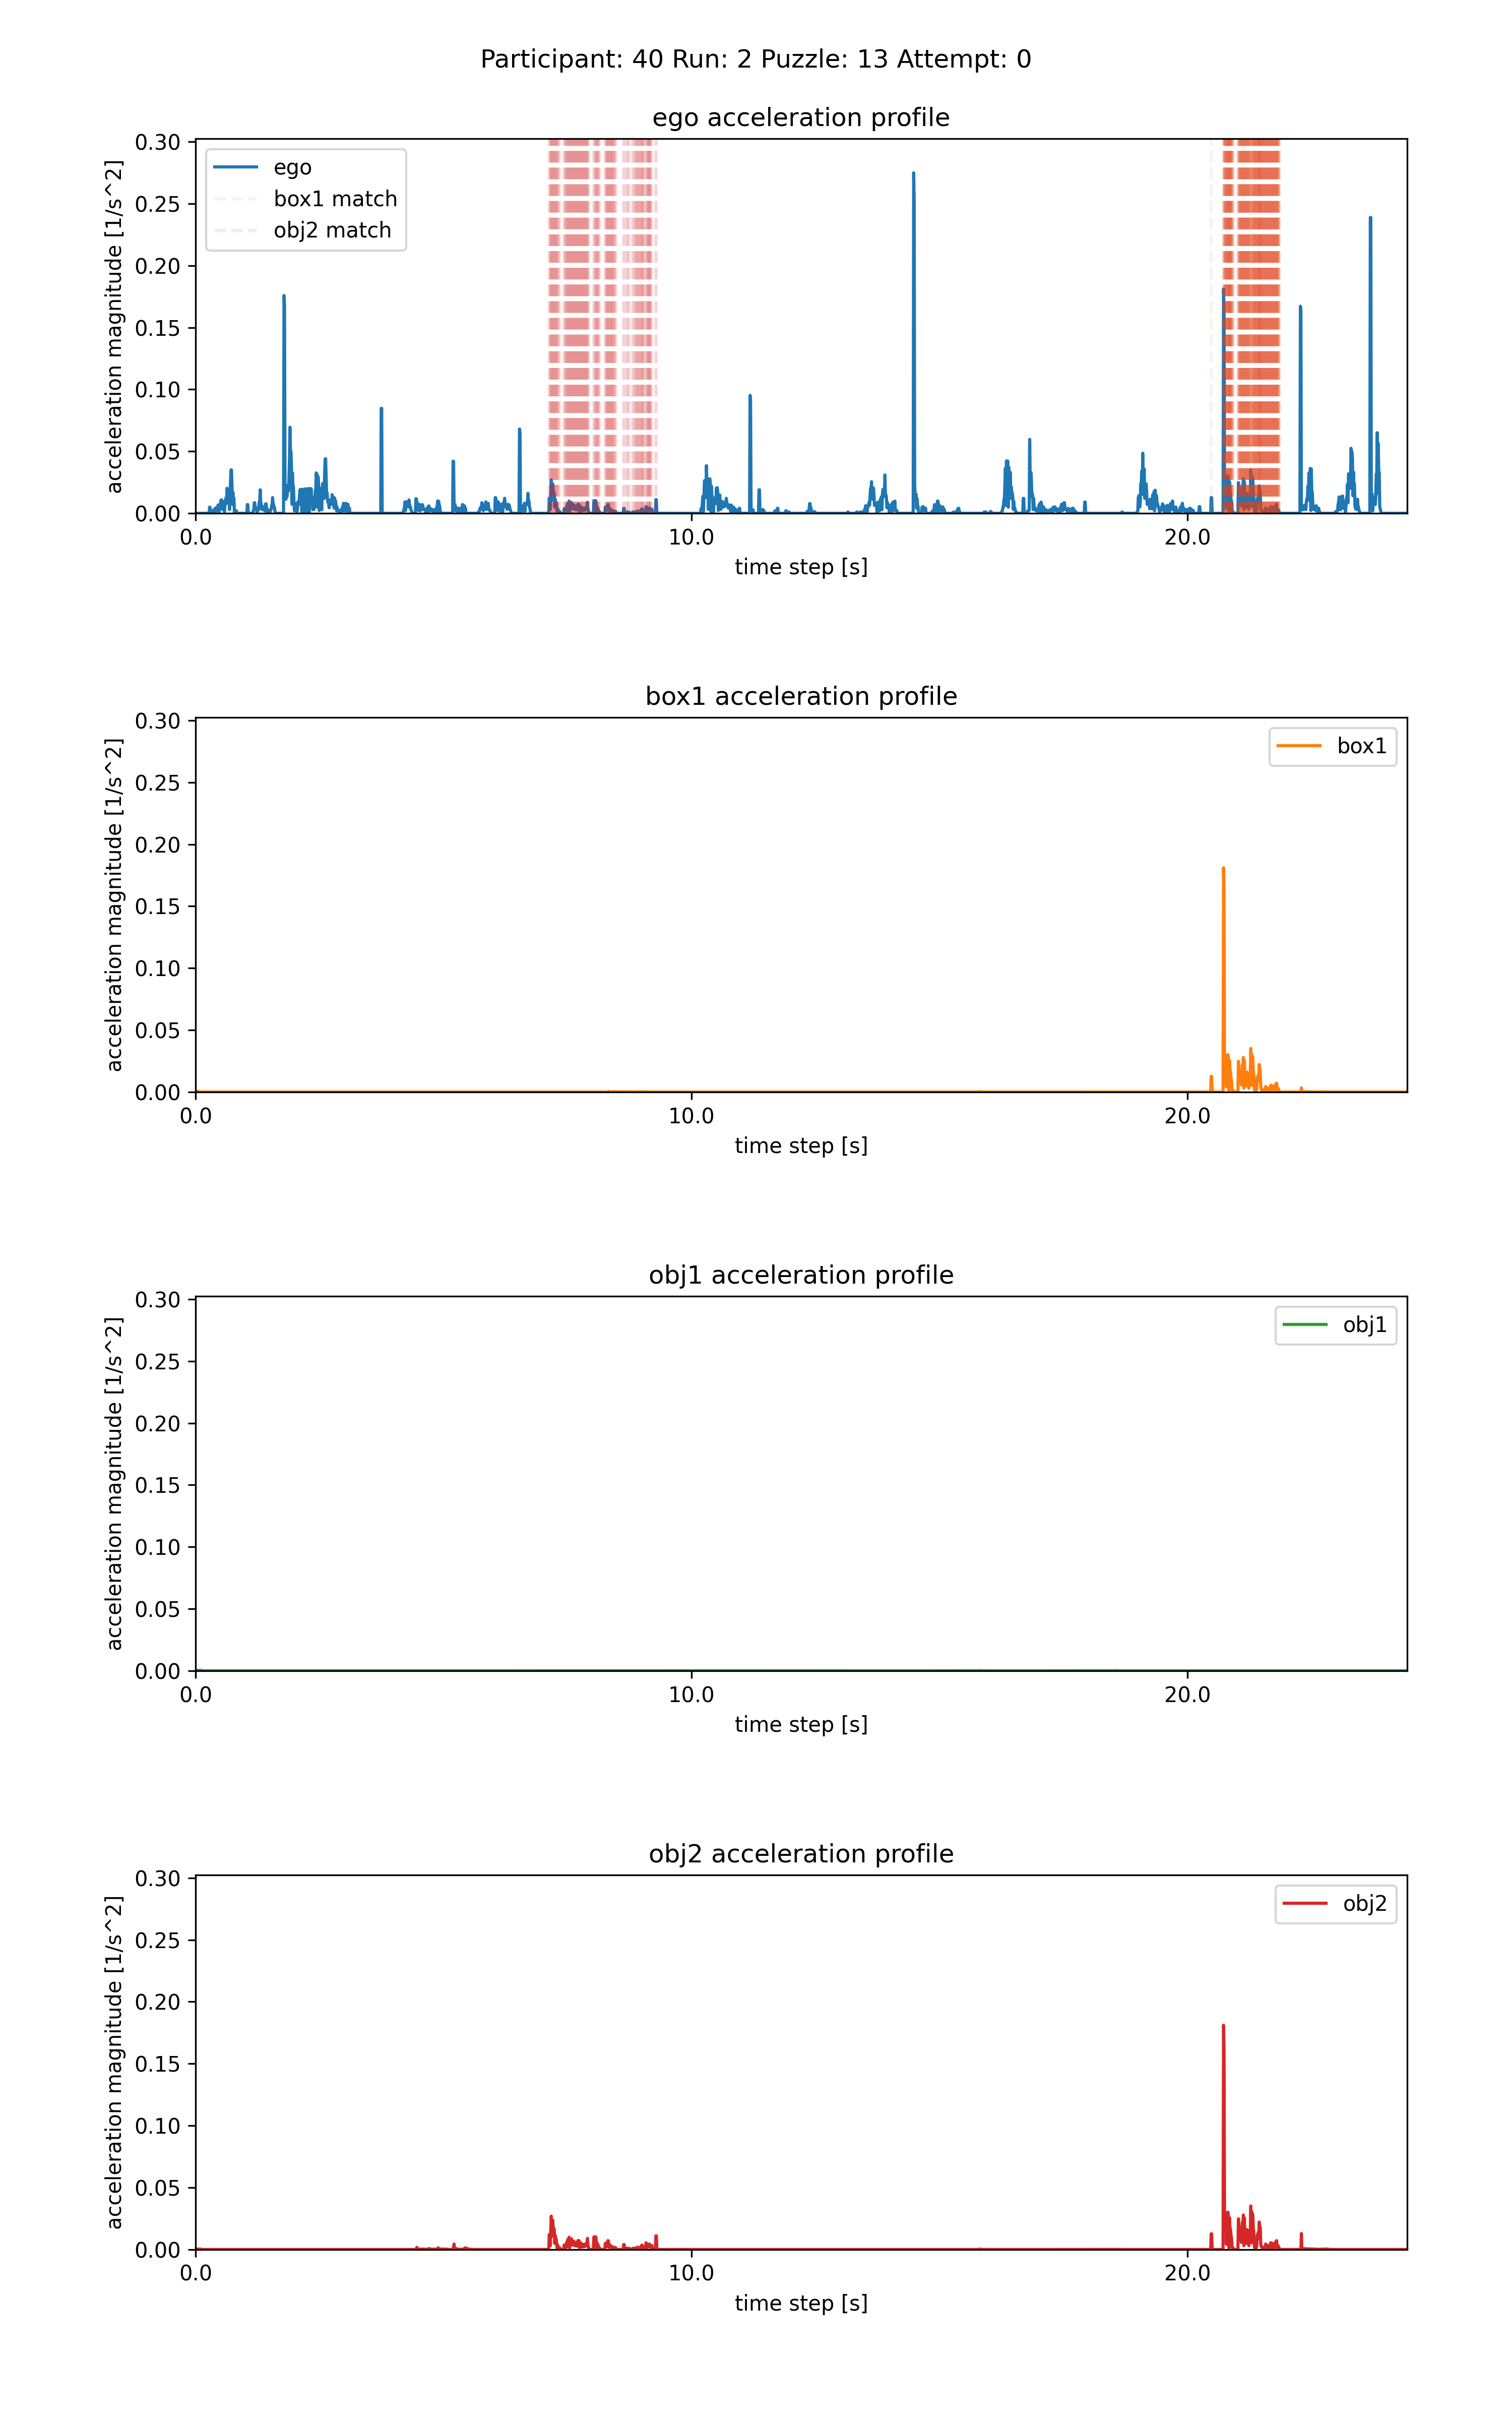 Participant: 40 Run: 2 Puzzle: 13 Attempt: 0
ego acceleration profile
acceleration magnitude [1/s^2]
0.30
0.25
0.20
0.15
0.10
0.05
0.00
ego
box1 match
obj2 match
0.0 10.0 20.0
time step [s]
box1 acceleration profile
acceleration magnitude [1/s^2]
0.30
0.25
0.20
0.15
0.10
0.05
0.00
box1
0.0 10.0 20.0
time step [s]
obj1 acceleration profile
acceleration magnitude [1/s^2]
0.30
0.25
0.20
0.15
0.10
0.05
0.00
obj1
0.0 10.0 20.0
time step [s]
obj2 acceleration profile
acceleration magnitude [1/s^2]
0.30
0.25
0.20
0.15
0.10
0.05
0.00
obj2
0.0 10.0 20.0
time step [s]